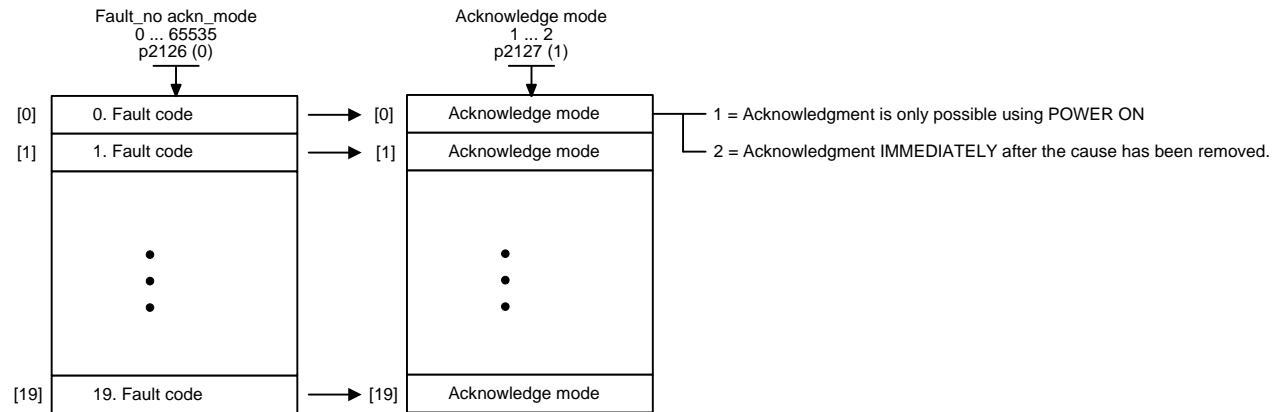 Fault_no ackn_mode
0 ... 65535
p2126 (0)
Acknowledge mode
1 ... 2
p2127 (1)
[0] 0. Fault code [0] Acknowledge mode 1 = Acknowledgment is only possible using POWER ON
[1] 1. Fault code [1] Acknowledge mode 2 = Acknowledgment IMMEDIATELY after the cause has been removed.
[19] 19. Fault code [19] Acknowledge mode